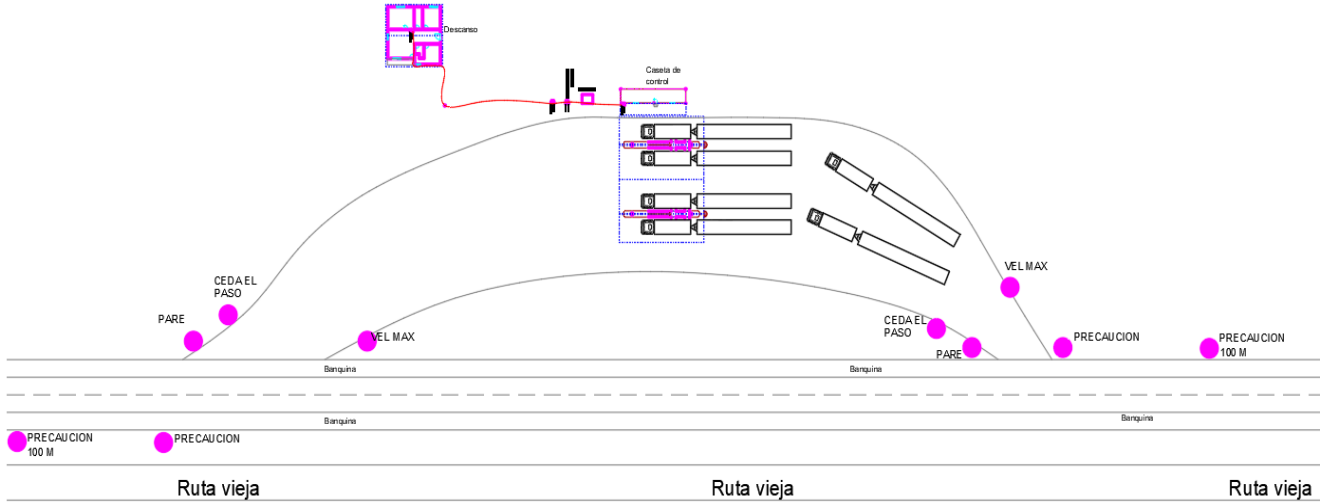 Descanso
Caseta de
control
VEL MAX
CEDA EL
PASO
PARE
VEL MAX
CEDA EL
PASO
PARE
PRECAUCION
PRECAUCION
100 M
Banquina
Banquina
Banquina
Banquina
PRECAUCION
100 M
PRECAUCION
Ruta vieja
Ruta vieja
Ruta vieja